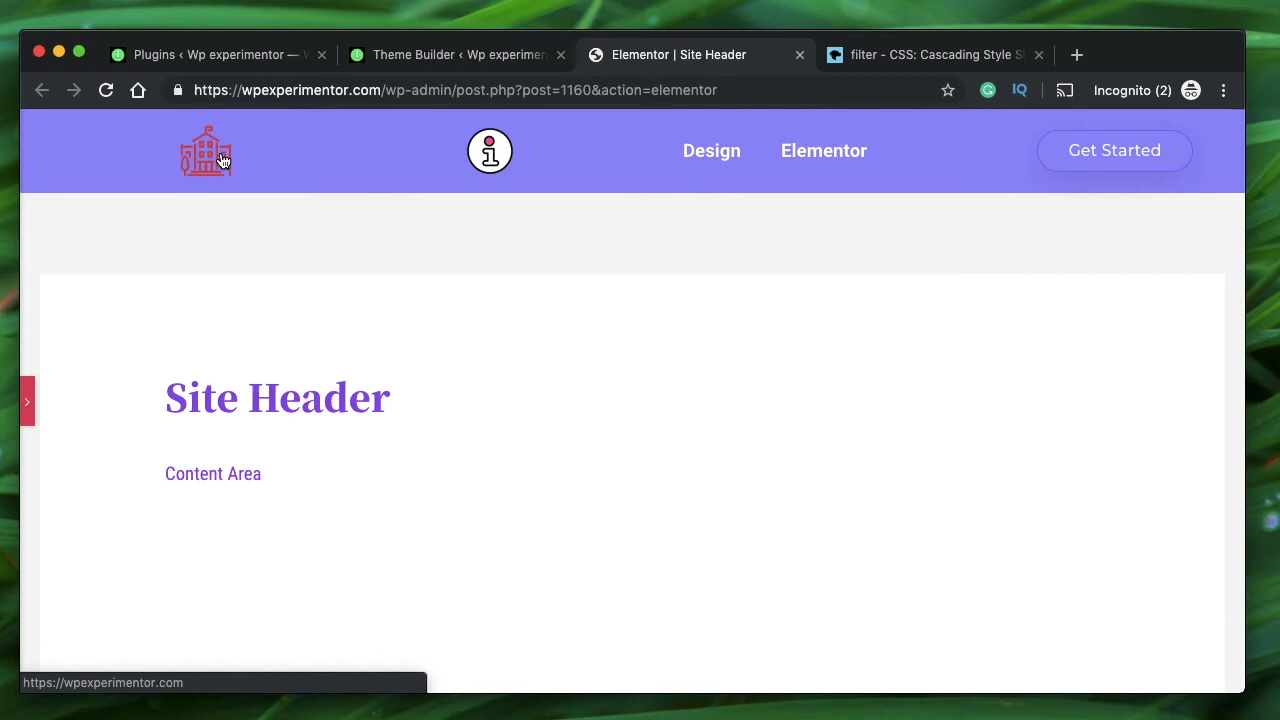 Plugins ‹ Wp experimentor —
Theme Builder ‹ Wp experimen
Elementor | Site Header
filter - CSS: Cascading Style S
https://wpexperimentor.com/wp-admin/post.php?post=1160&action=elementor
IQ
Incognito (2)
Design
Elementor
Get Started
Site Header
Content Area
https://wpexperimentor.com